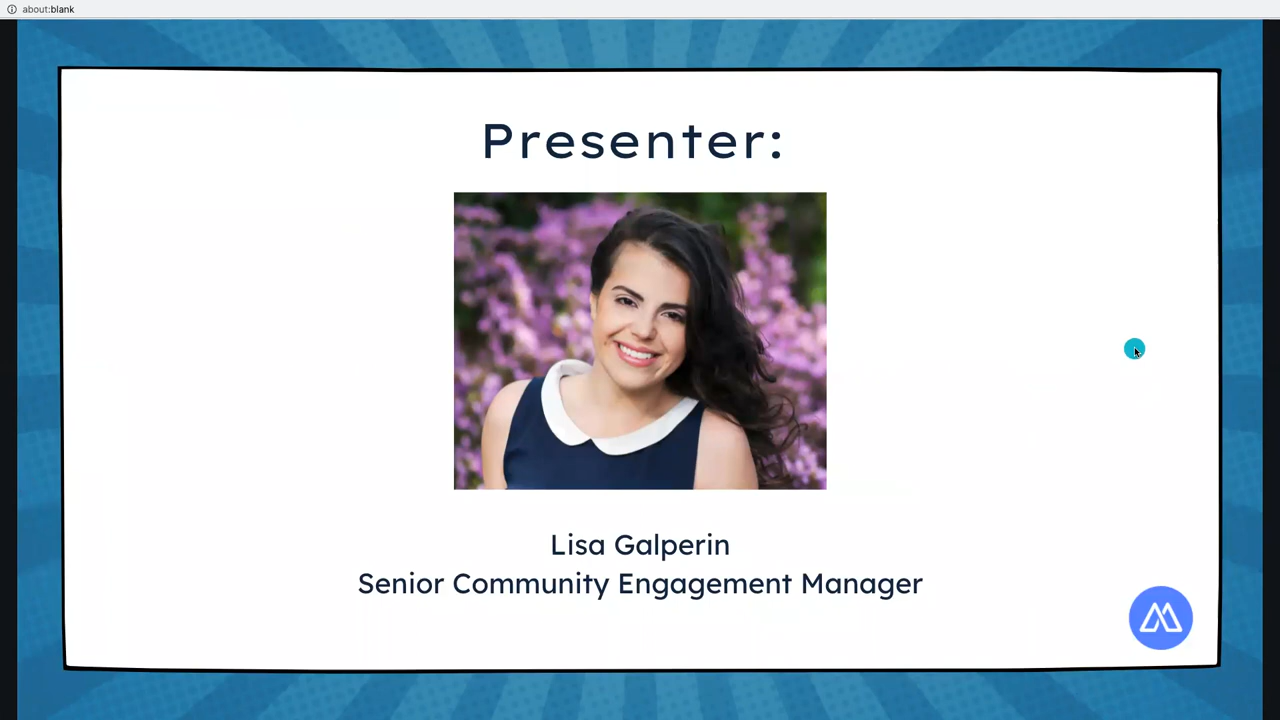 about:blank
Presenter:
Lisa Galperin
Senior Community Engagement Manager